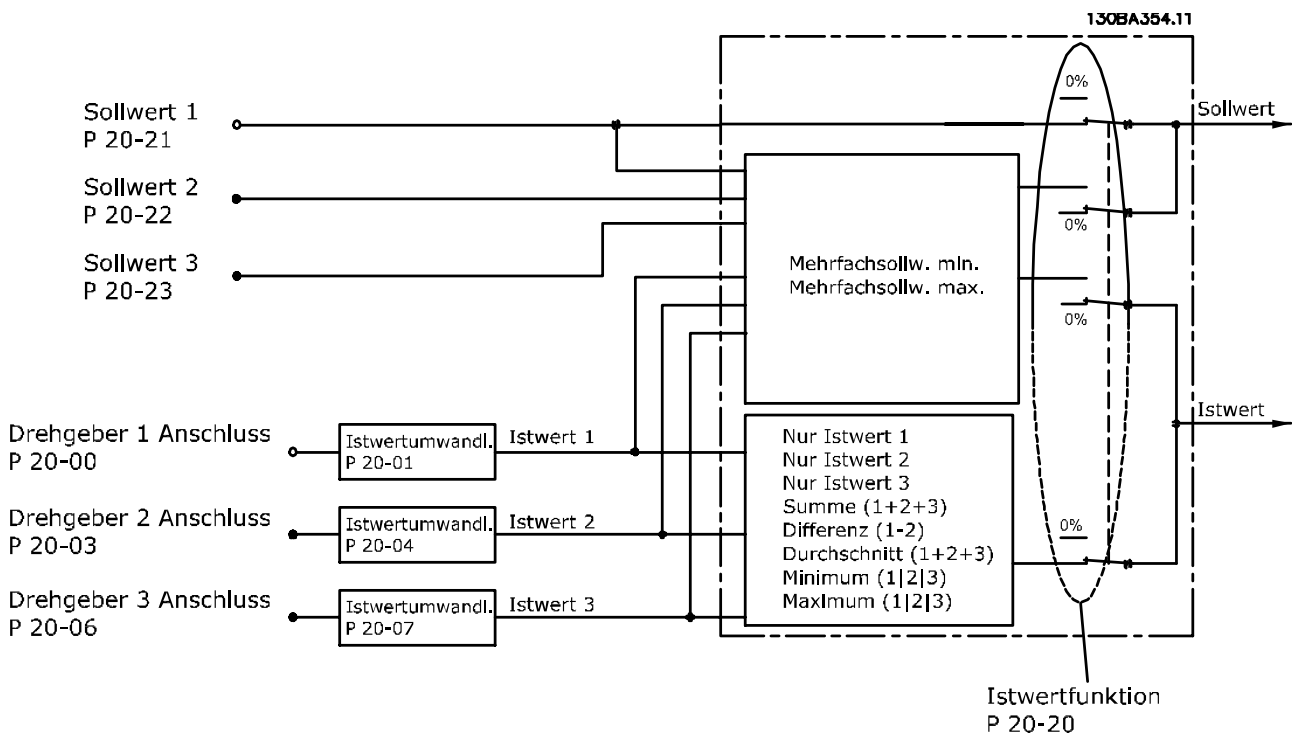 130BA354.11
0%
Sollwert 1
P 20-21
Sollwert
Sollwert 2
P 20-22
0%
Sollwert 3
P 20-23
Mehrfachsollw. min.
Mehrfachsollw. max.
0%
Drehgeber 1 Anschluss
P 20-00
Istwertumwandl.
P 20-01
Istwert 1
Istwert
Drehgeber 2 Anschluss
P 20-03
Istwertumwandl.
P 20-04
Istwert 2
Drehgeber 3 Anschluss
P 20-06
Istwertumwandl.
P 20-07
Istwert 3
Nur Istwert 1
Nur Istwert 2
Nur Istwert 3
Summe (1+2+3)
Differenz (1-2)
Durchschnitt (1+2+3)
Minimum (1|2|3)
Maximum (1|2|3)
0%
Istwertfunktion
P 20-20